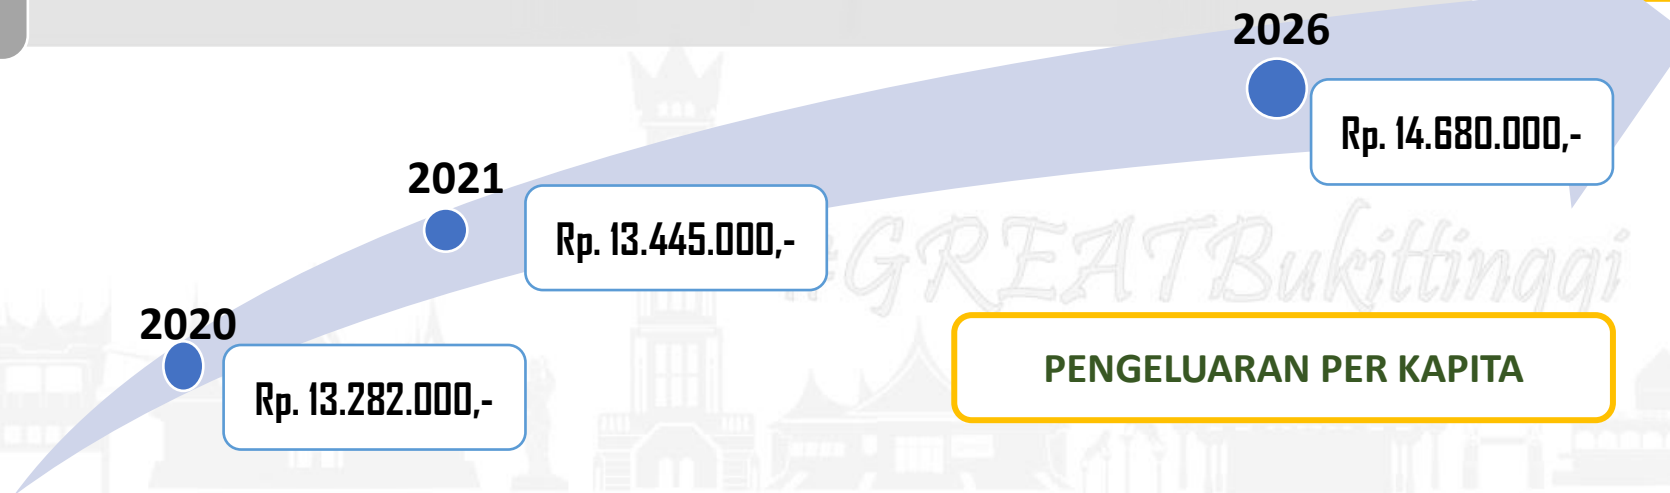 2020
Rp. 13.282.000,-
2021
Rp. 13.445.000,-
2026
Rp. 14.680.000,-
#GREATBukittinggi
PENGELUARAN PER KAPITA